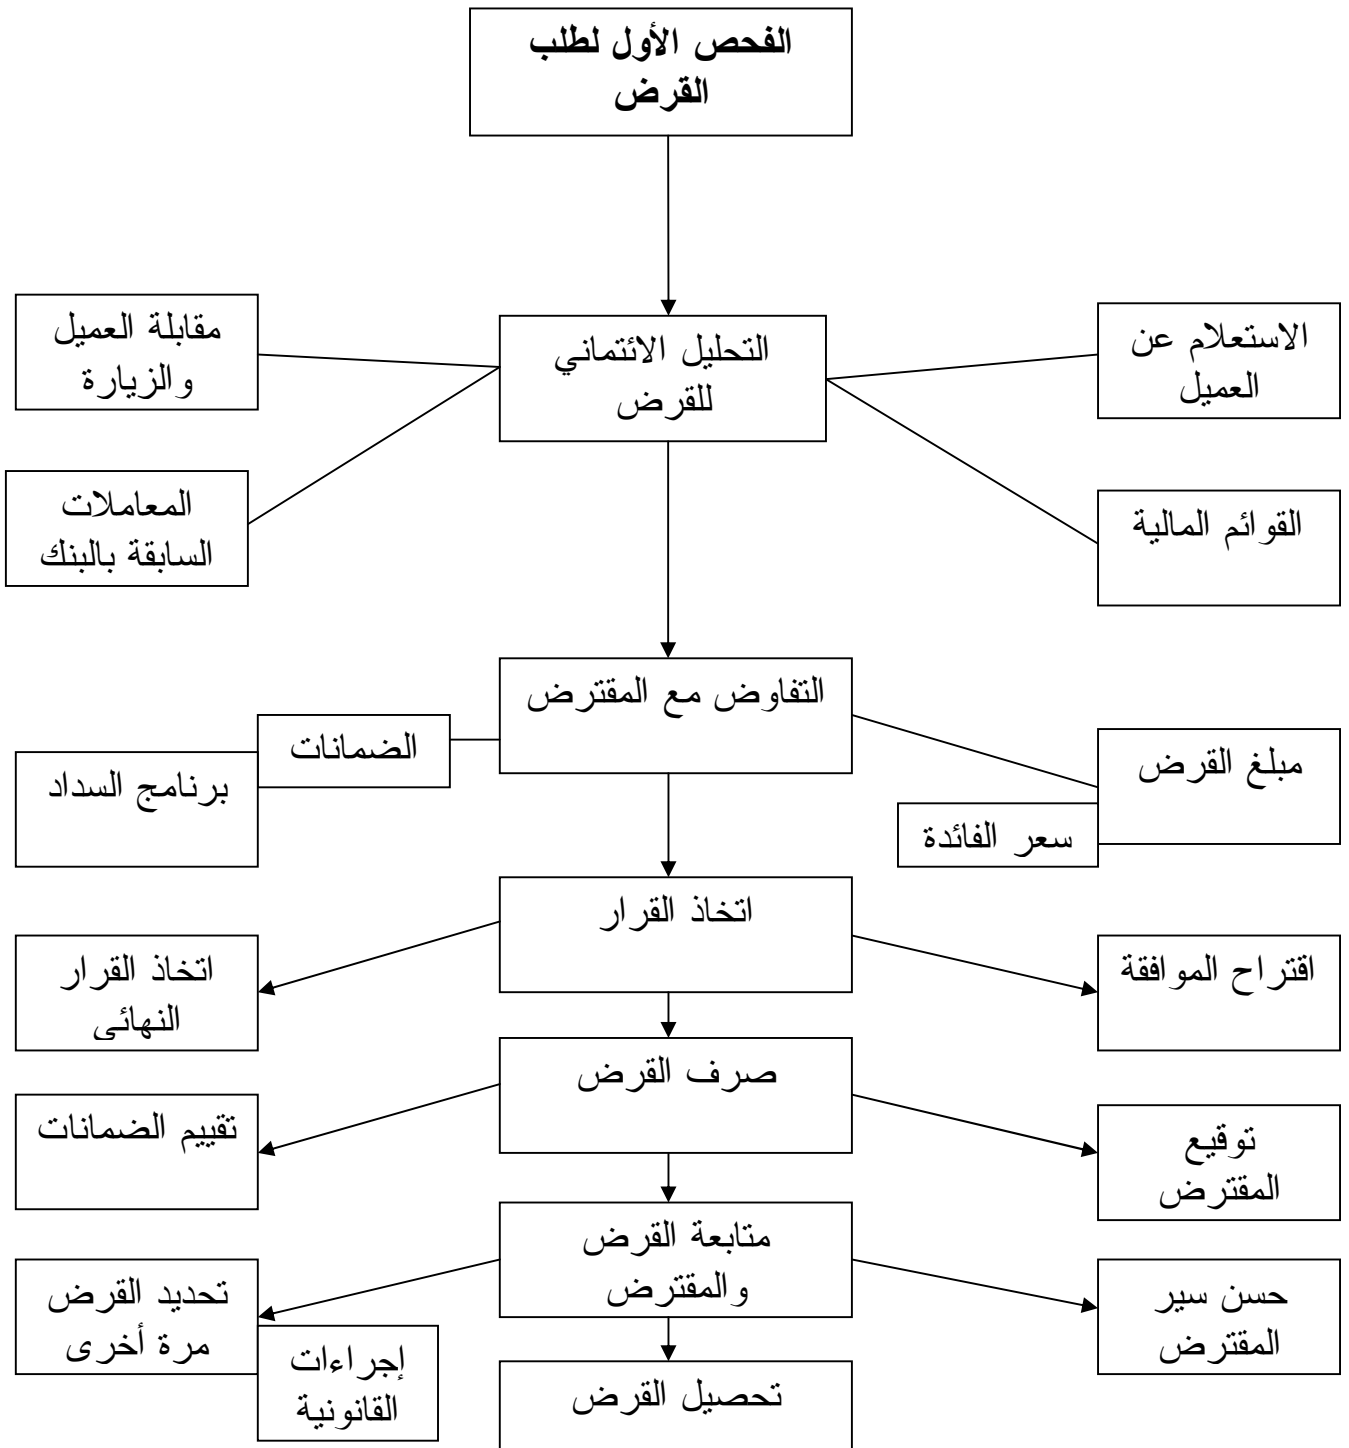 الفحص الأول لطلب
القرض
التحليل الائتماني
للقرض
الاستعلام عن
العميل
مقابلة العميل
والزيارة
القوائم المالية
المعاملات
السابقة بالبنك
التفاوض مع المقترض
مبلغ القرض
سعر الفائدة
الضمانات
برنامج السداد
اتخاذ القرار
اقتراح الموافقة
اتخاذ القرار
النهائي
صرف القرض
توقيع
المقترض
تقييم الضمانات
متابعة القرض
والمقترض
حسن سير
المقترض
تحديد القرض
مرة أخرى
إجراءات
القانونية
تحصيل القرض